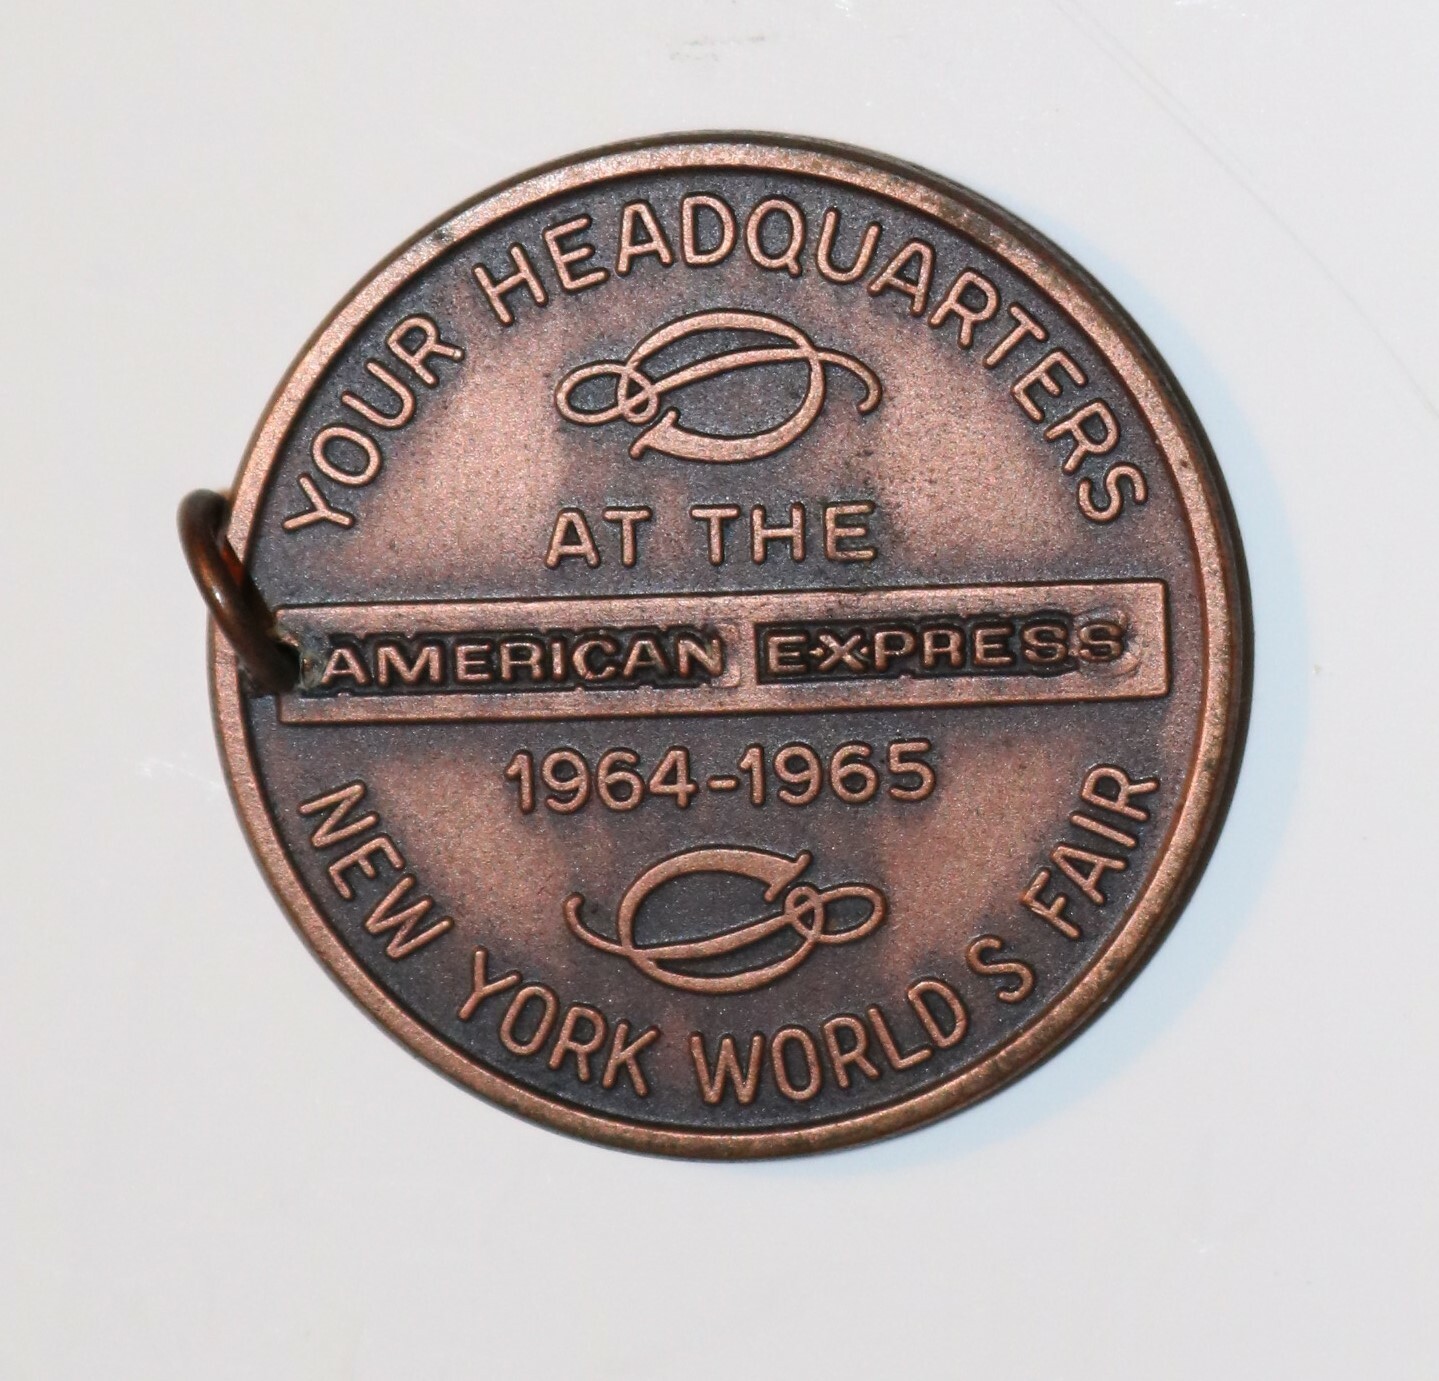 YOUR HEADQUARTERS
AT THE
AMERICAN EXPRESS
1964-1965
NEW YORK WORLD S FAIR